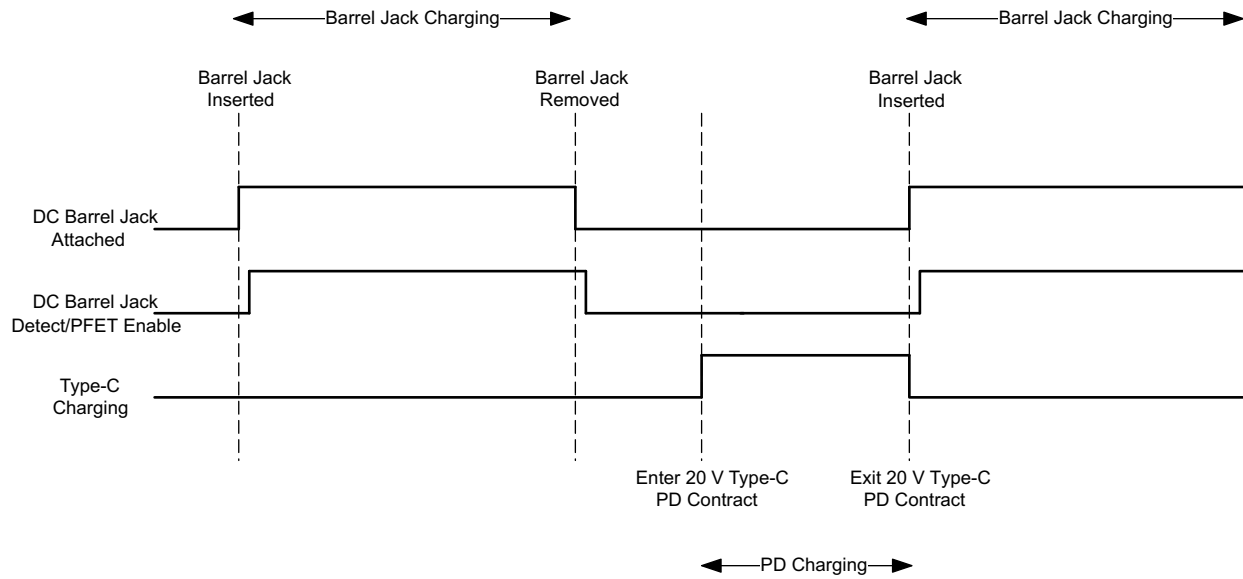 Barrel Jack Charging
Barrel Jack Charging
Barrel Jack
Inserted
Barrel Jack
Removed
Barrel Jack
Inserted
DC Barrel Jack
Attached
DC Barrel Jack
Detect/PFET Enable
Type-C
Charging
Enter 20 V Type-C
PD Contract
Exit 20 V Type-C
PD Contract
PD Charging